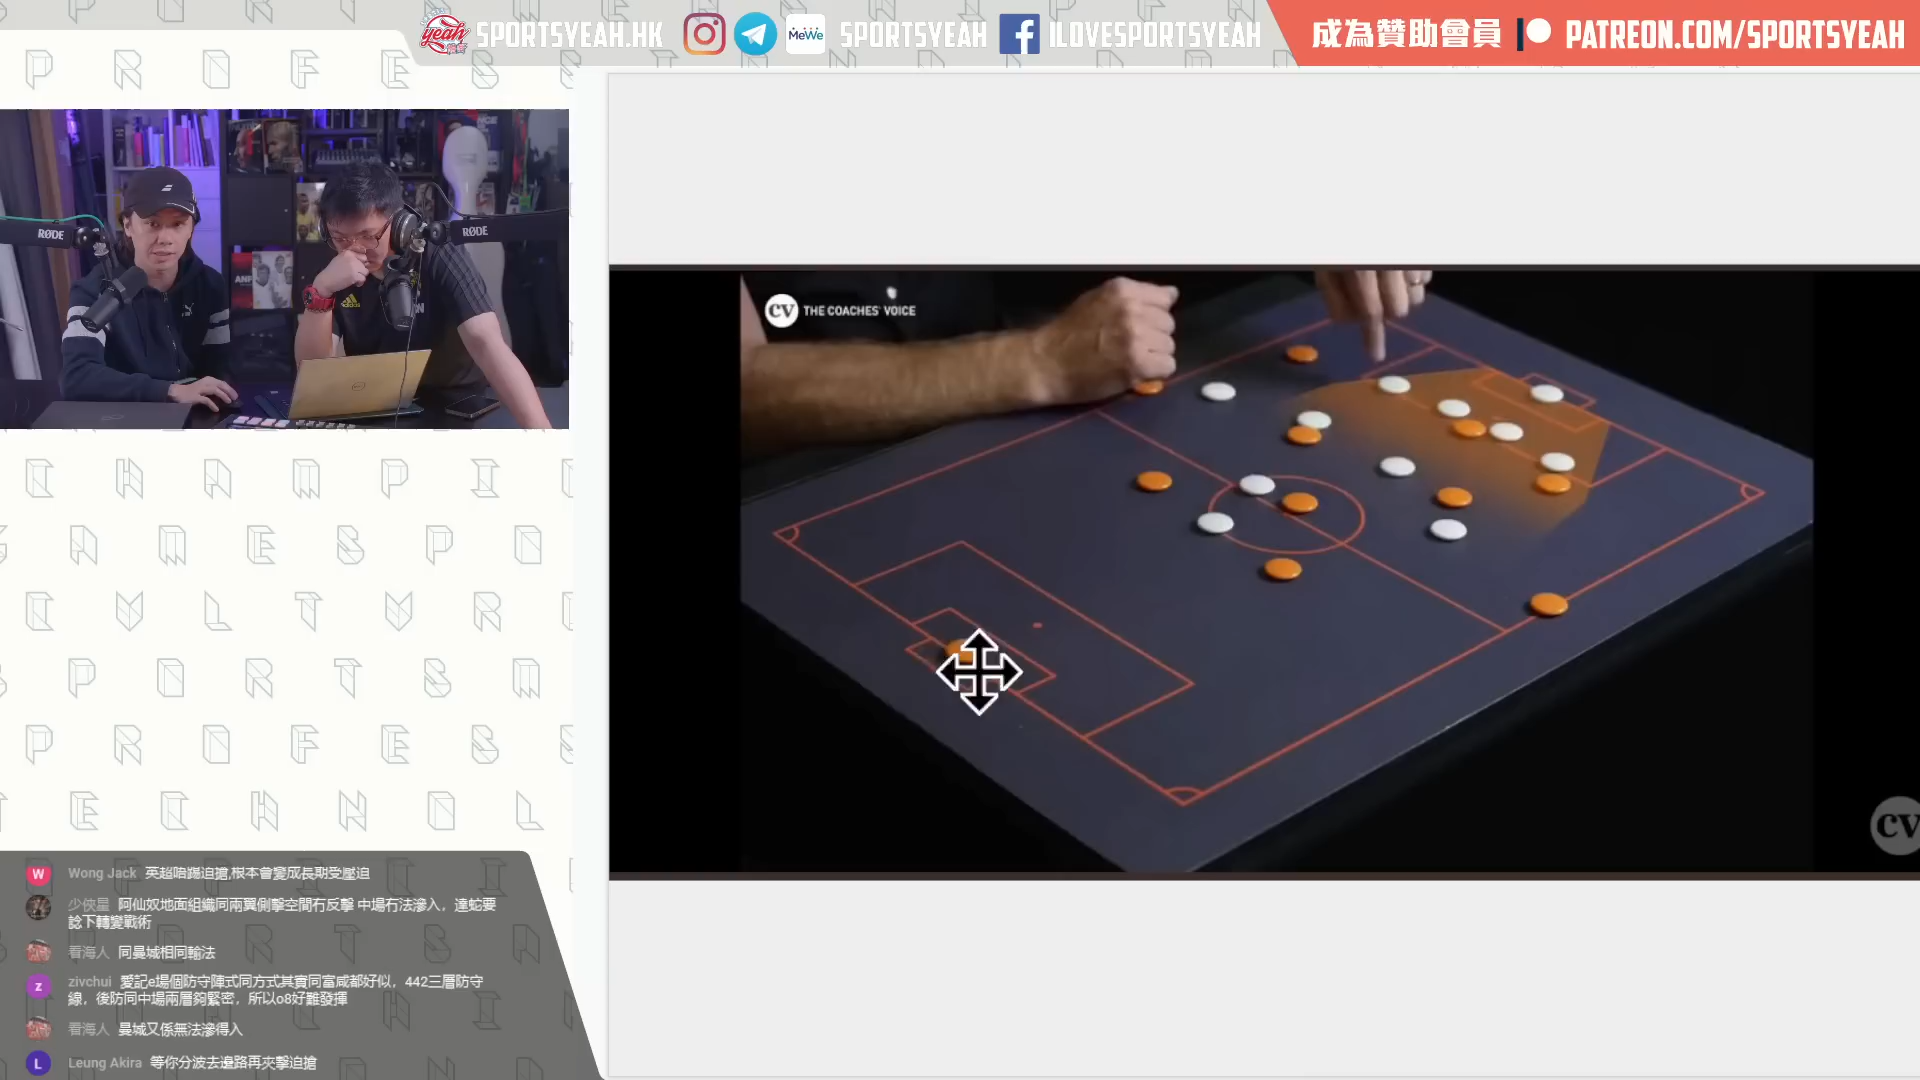 yeah
SPORTSYEAH.HK
MeWe
SPORTSYEAH
ILOVESPORTSYEAH
成為贊助會員
PATREON.COM/SPORTSYEAH
P R O F E S
RØDE
RØDE
CV THE COACHES' VOICE
CV
C H A M P I
G A M E S P O
C V L T V R
S P O R T S
P R O F E S S
T E C H N O L
W Wong Jack 英超唔踢迫搶,根本會變成長期受壓迫
少俠量 阿仙奴地面組織同兩翼側擊空間冇反擊 中場冇法滲入，達蛇要
諗下轉變戰術
看海人 同曼城相同輸法
z zivchui 愛記e場個防守陣式同方式其實同富咸都好似，442三層防守
線，後防同中場兩層夠緊密，所以o8好難發揮
看海人 曼城又係無法滲得入
L Leung Akira 等你分波去邊路再夾擊迫搶